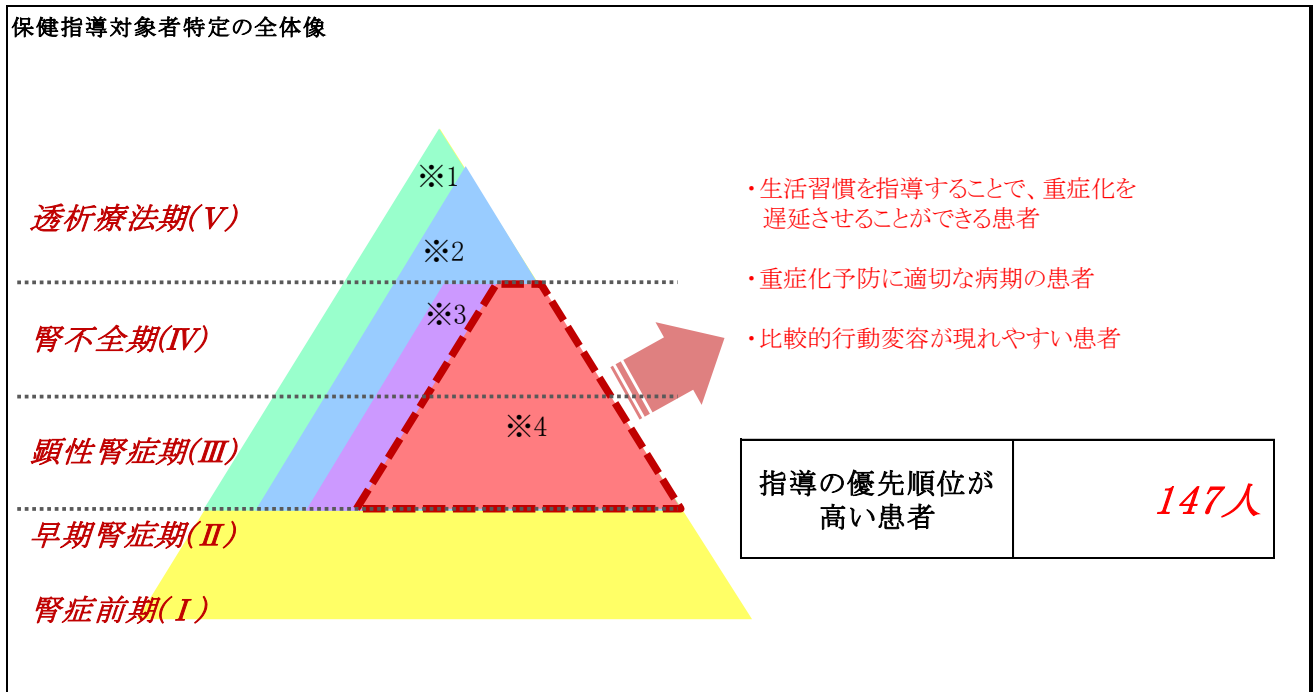 保健指導対象者特定の全体像
※1
※2
※3
※4
透析療法期(Ⅴ)
腎不全期(Ⅳ)
顕性腎症期(Ⅲ)
早期腎症期(Ⅱ)
腎症前期(Ⅰ)
・生活習慣を指導することで、重症化を
遅延させることができる患者
・重症化予防に適切な病期の患者
・比較的行動変容が現れやすい患者
指導の優先順位が
高い患者
147人